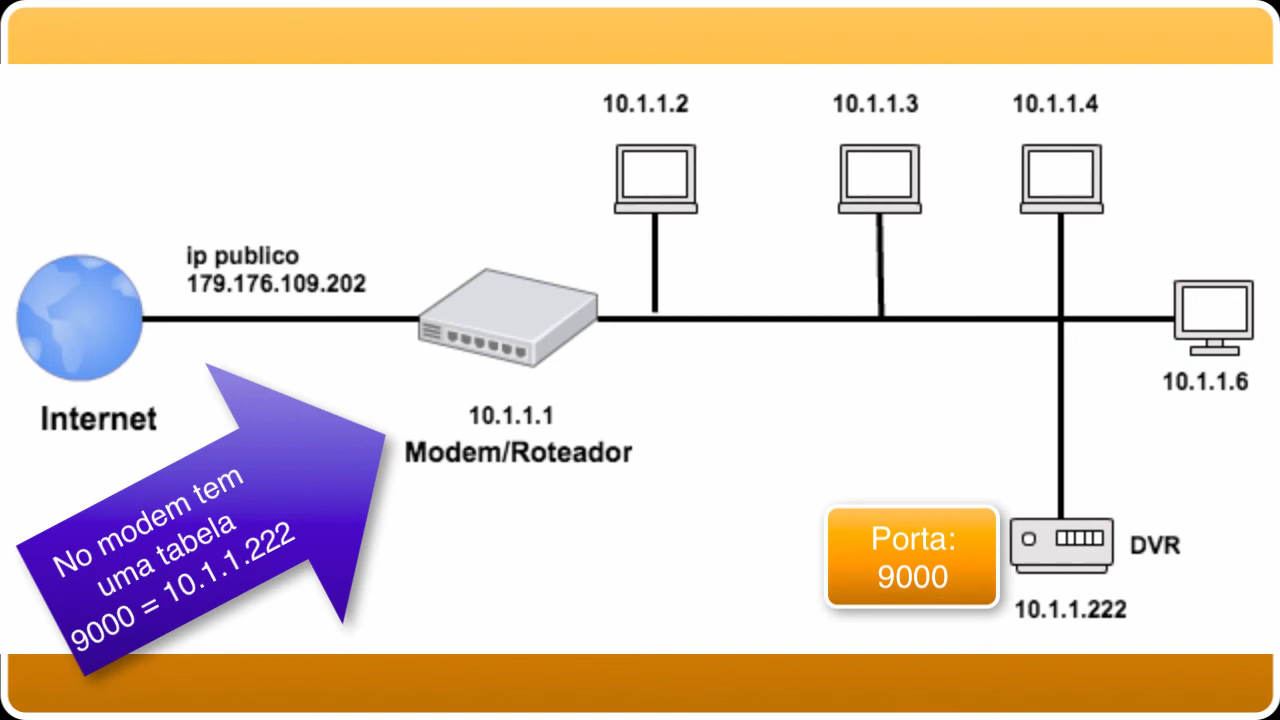 10.1.1.2
10.1.1.3
10.1.1.4
ip publico
179.176.109.202
10.1.1.6
Internet
10.1.1.1
Modem/Roteador
No modem tem
uma tabela
9000 = 10.1.1.222
Porta:
9000
DVR
10.1.1.222